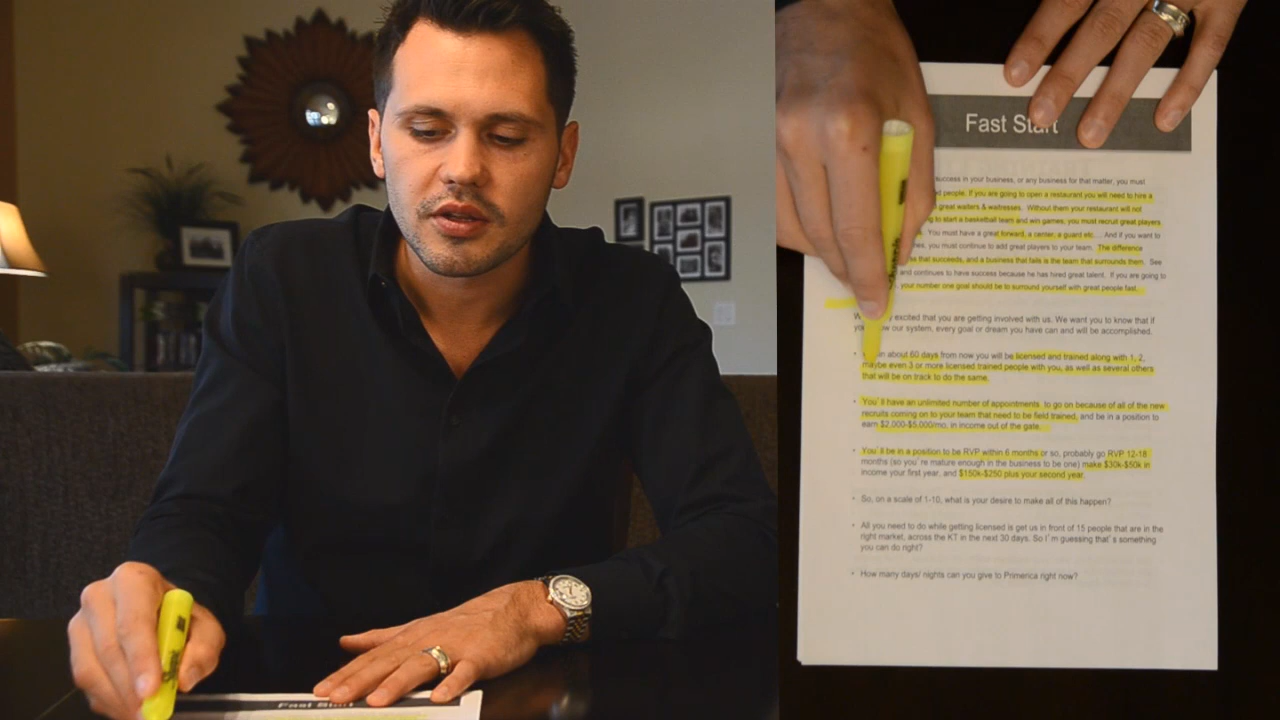 Fast Start
success in your business, or any business for that matter, you must
people. If you are going to open a restaurant you will need to hire a
great waiters & waitresses. Without them your restaurant will not
to start a basketball team and win games, you must recruit great players
You must have a great forward, a center, a guard etc.... And if you want to
you must continue to add great players to your team. The difference
that succeeds, and a business that fails is the team that surrounds them. See
and continues to have success because he has hired great talent. If you are going to
, your number one goal should be to surround yourself with great people fast.
excited that you are getting involved with us. We want you to know that if
our system, every goal or dream you have can and will be accomplished.
about 60 days from now you will be licensed and trained along with 1, 2,
maybe even 3 or more licensed trained people with you, as well as several others
that will be on track to do the same.
• You'll have an unlimited number of appointments to go on because of all of the new
recruits coming on to your team that need to be field trained, and be in a position to
earn $2,000-$5,000/mo. in income out of the gate.
• You'll be in a position to be RVP within 6 months or so, probably go RVP 12-18
months (so you're mature enough in the business to be one) make $30k-$50k in
income your first year, and $150k-$250 plus your second year.
• So, on a scale of 1-10, what is your desire to make all of this happen?
• All you need to do while getting licensed is get us in front of 15 people that are in the
right market, across the KT in the next 30 days. So I'm guessing that's something
you can do right?
• How many days/ nights can you give to Primerica right now?
Fast Start